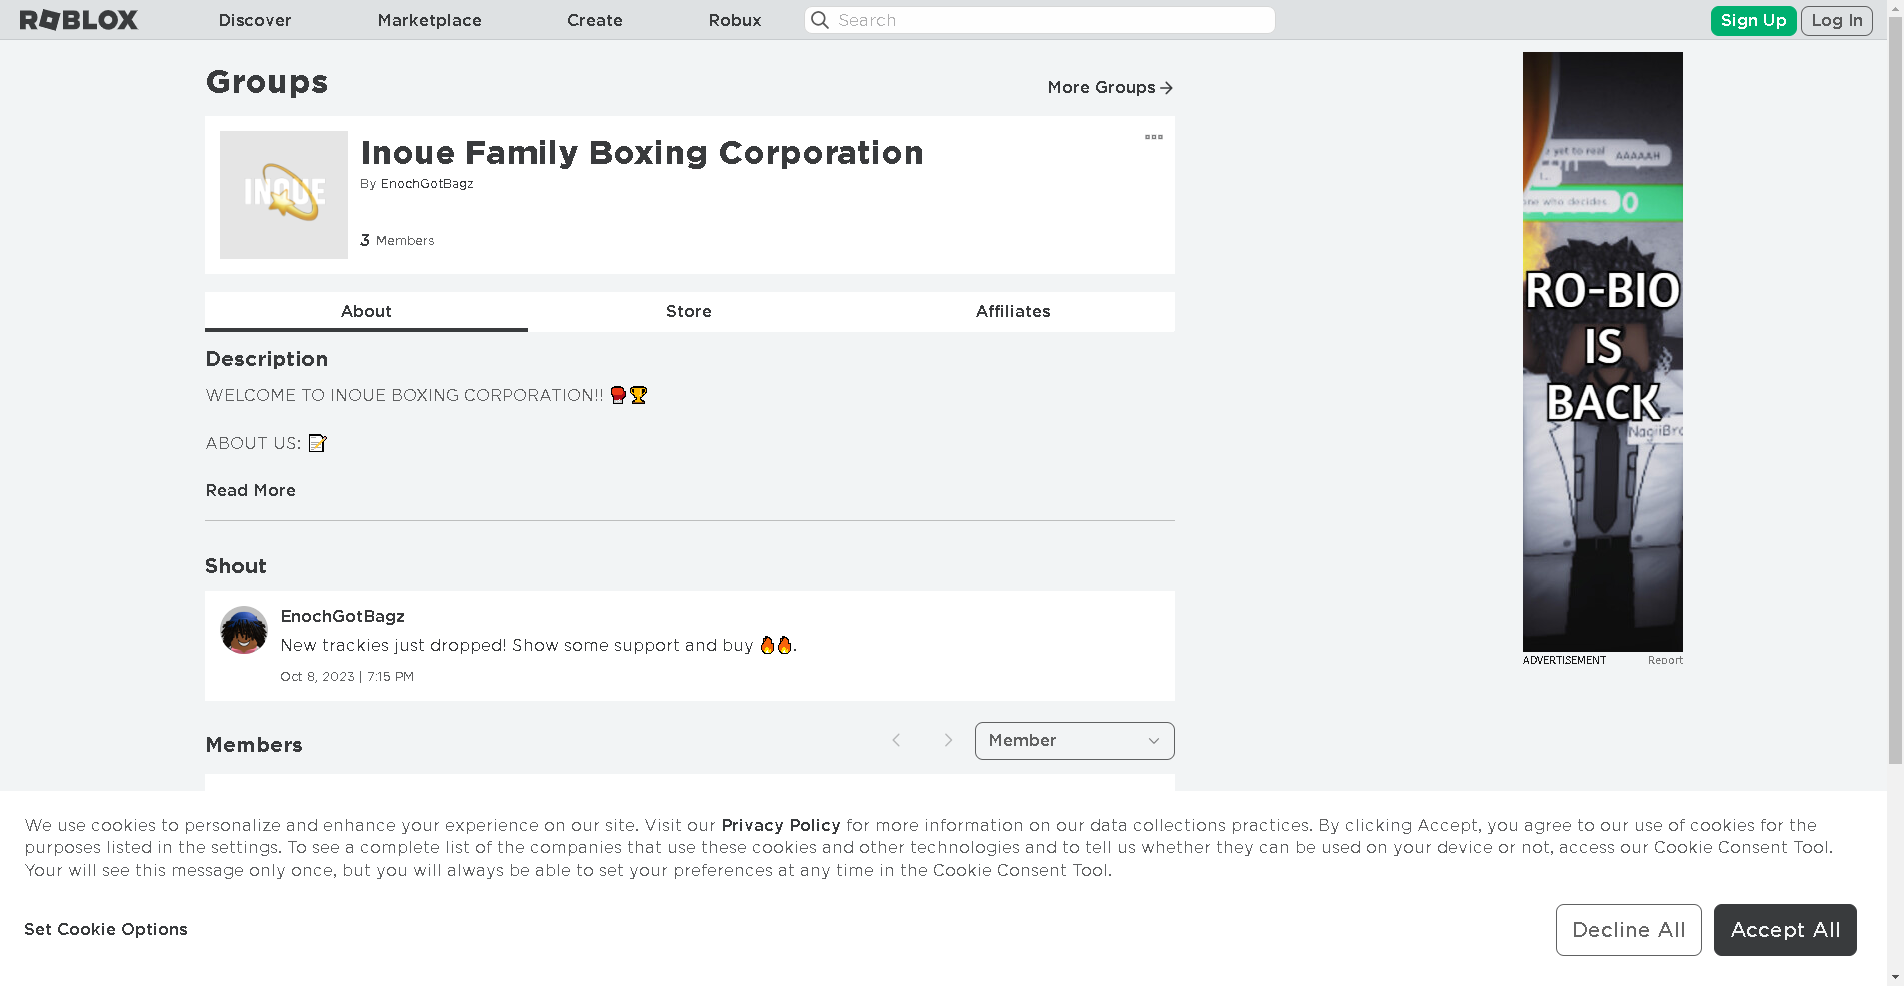 ROBLOX Discover Marketplace Create Robux Search Sign Up Log In
Groups
More Groups
INOUE
Inoue Family Boxing Corporation
By EnochGotBagz
3 Members
About Store Affiliates
Description
WELCOME TO INOUE BOXING CORPORATION!! 🥊🏆
ABOUT US: 📝
Read More
Shout
EnochGotBagz
New trackies just dropped! Show some support and buy 🔥🔥.
Oct 8, 2023 | 7:15 PM
Members
Member
yet to real
AAAAAH
one who decides.
RO-BIO
IS
BACK
NagiiBro
ADVERTISEMENT Report
We use cookies to personalize and enhance your experience on our site. Visit our Privacy Policy for more information on our data collections practices. By clicking Accept, you agree to our use of cookies for the
purposes listed in the settings. To see a complete list of the companies that use these cookies and other technologies and to tell us whether they can be used on your device or not, access our Cookie Consent Tool.
Your will see this message only once, but you will always be able to set your preferences at any time in the Cookie Consent Tool.
Set Cookie Options
Decline All
Accept All